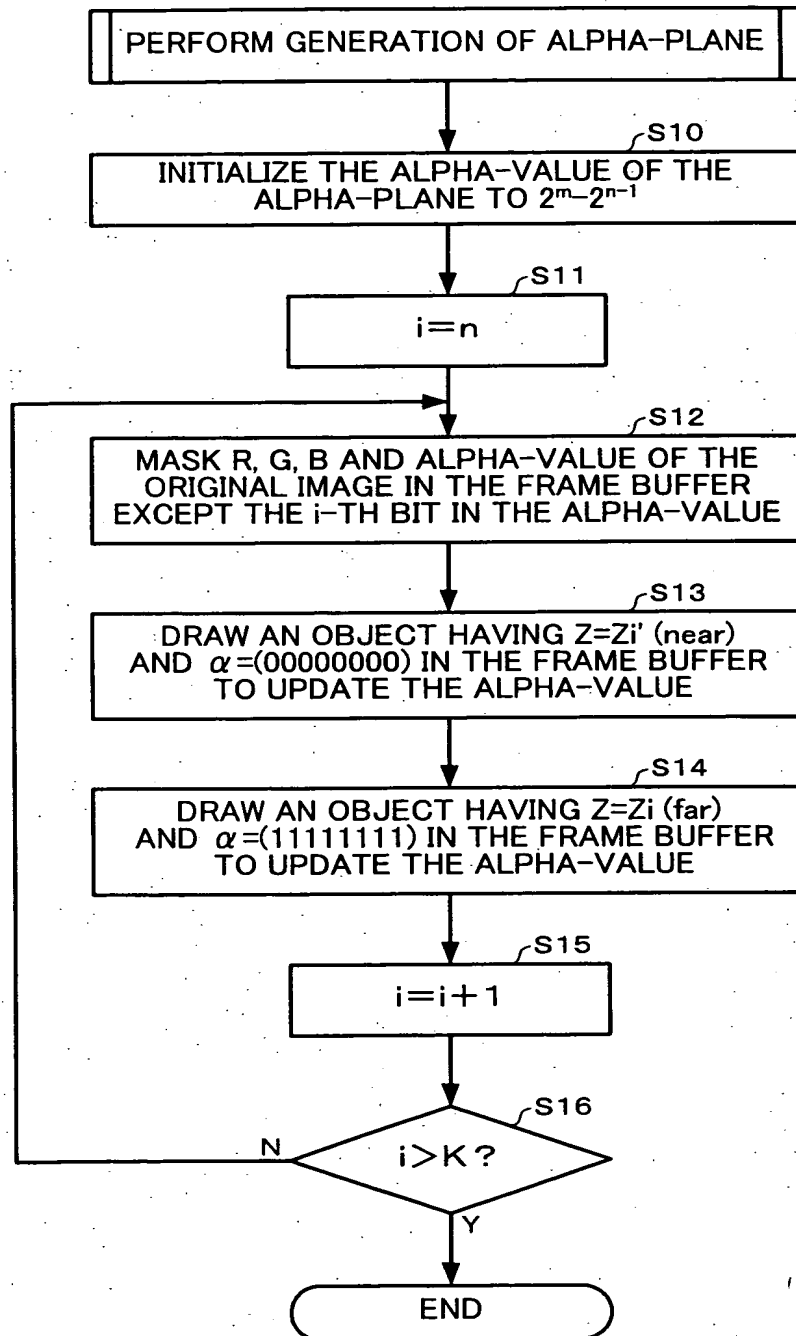 PERFORM GENERATION OF ALPHA-PLANE
S10
INITIALIZE THE ALPHA-VALUE OF THE
ALPHA-PLANE TO 2ᵐ-2ⁿ⁻¹
S11
i=n
S12
MASK R, G, B AND ALPHA-VALUE OF THE
ORIGINAL IMAGE IN THE FRAME BUFFER
EXCEPT THE i-TH BIT IN THE ALPHA-VALUE
S13
DRAW AN OBJECT HAVING Z=Zi' (near)
AND α=(00000000) IN THE FRAME BUFFER
TO UPDATE THE ALPHA-VALUE
S14
DRAW AN OBJECT HAVING Z=Zi (far)
AND α=(11111111) IN THE FRAME BUFFER
TO UPDATE THE ALPHA-VALUE
S15
i=i+1
S16
N
i>K?
Y
END